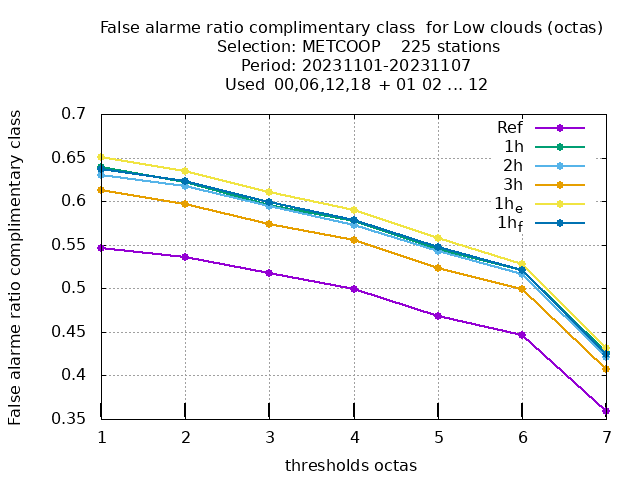 False alarme ratio complimentary class  for Low clouds (octas)
Selection: METCOOP    225 stations
Period: 20231101-20231107
Used  00,06,12,18 + 01 02 ... 12
False alarme ratio complimentary class
0.7
0.65
0.6
0.55
0.5
0.45
0.4
0.35
Ref
1h
2h
3h
1he
1hf
1 2 3 4 5 6 7
thresholds octas